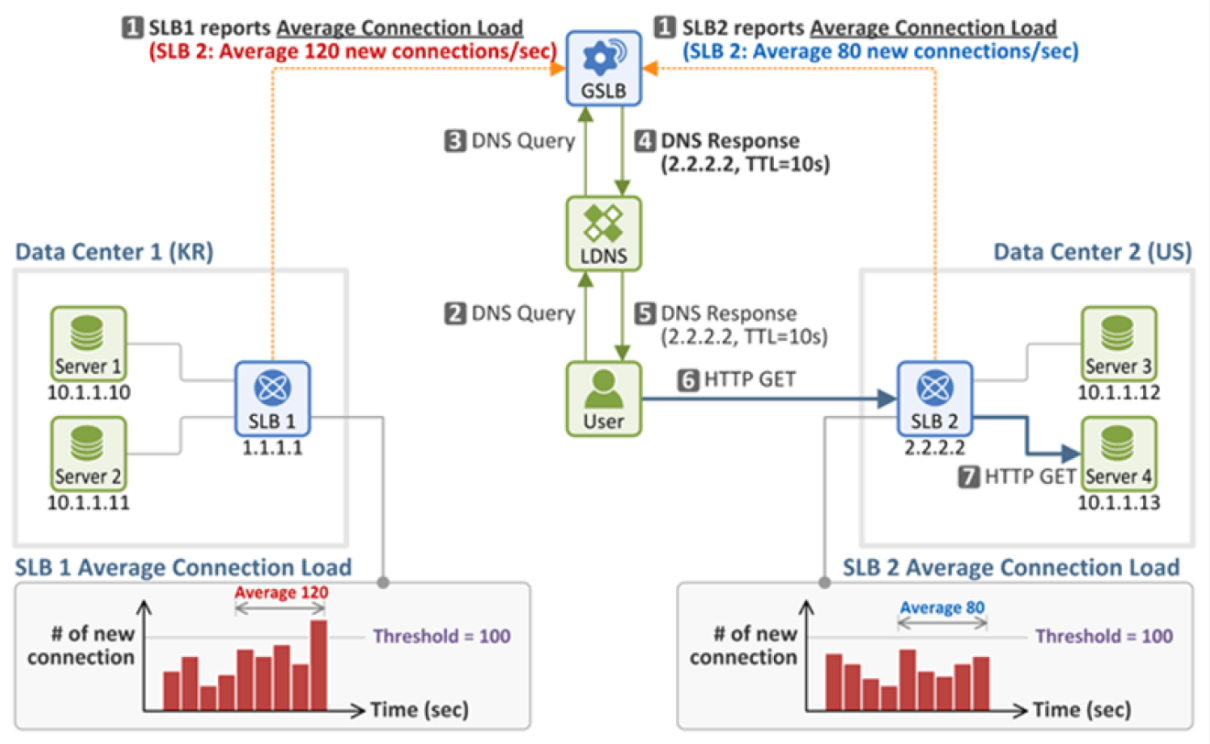 1 SLB1 reports Average Connection Load
(SLB 2: Average 120 new connections/sec)
1 SLB2 reports Average Connection Load
(SLB 2: Average 80 new connections/sec)
GSLB
3 DNS Query
4 DNS Response
(2.2.2.2, TTL=10s)
LDNS
Data Center 1 (KR)
Data Center 2 (US)
2 DNS Query
5 DNS Response
(2.2.2.2, TTL=10s)
Server 1
10.1.1.10
Server 2
10.1.1.11
SLB 1
1.1.1.1
User
6 HTTP GET
SLB 2
2.2.2.2
Server 3
10.1.1.12
7 HTTP GET
Server 4
10.1.1.13
SLB 1 Average Connection Load
Average 120
# of new
connection
Threshold = 100
Time (sec)
SLB 2 Average Connection Load
Average 80
# of new
connection
Threshold = 100
Time (sec)